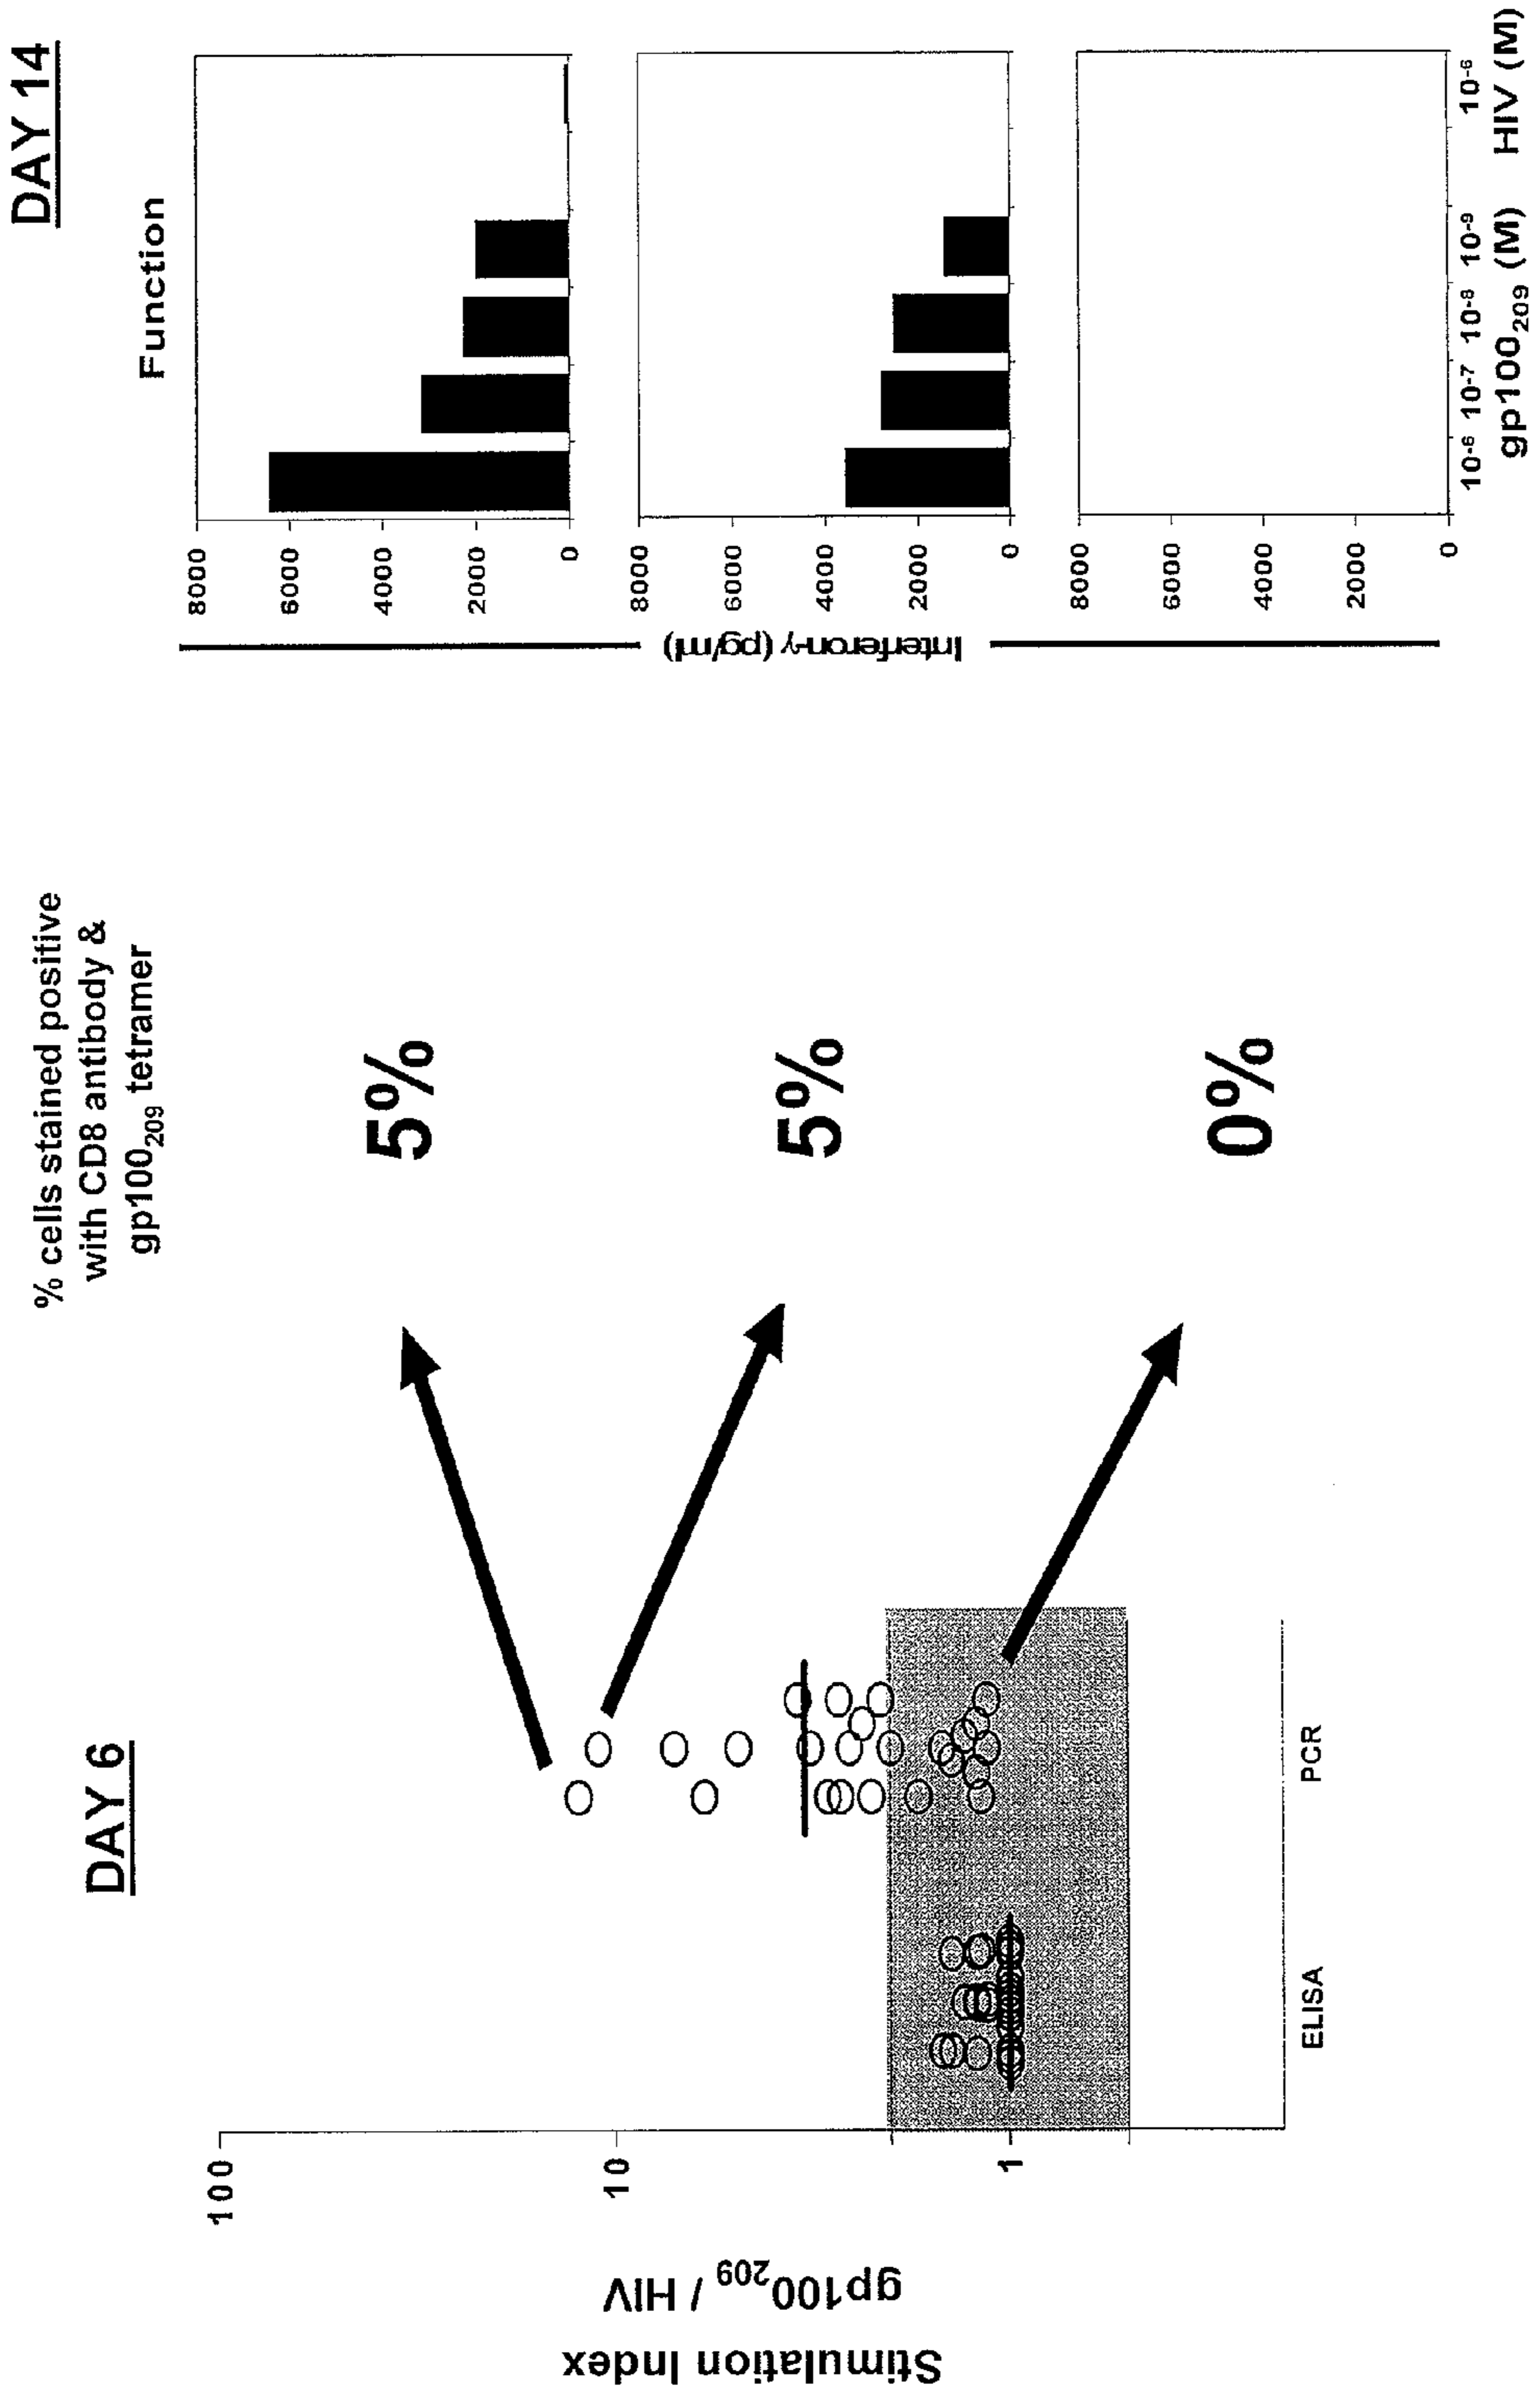 DAY 6
% cells stained positive
with CD8 antibody &
gp100209 tetramer
DAY 14
Function
Stimulation Index
gp100209 / HIV
100
10
1
ELISA
PCR
5%
5%
0%
Interferon-γ (pg/ml)
8000
6000
4000
2000
0
8000
6000
4000
2000
0
8000
6000
4000
2000
0
10-6 10-7 10-8 10-9 10-6
gp100209 (M) HIV (M)